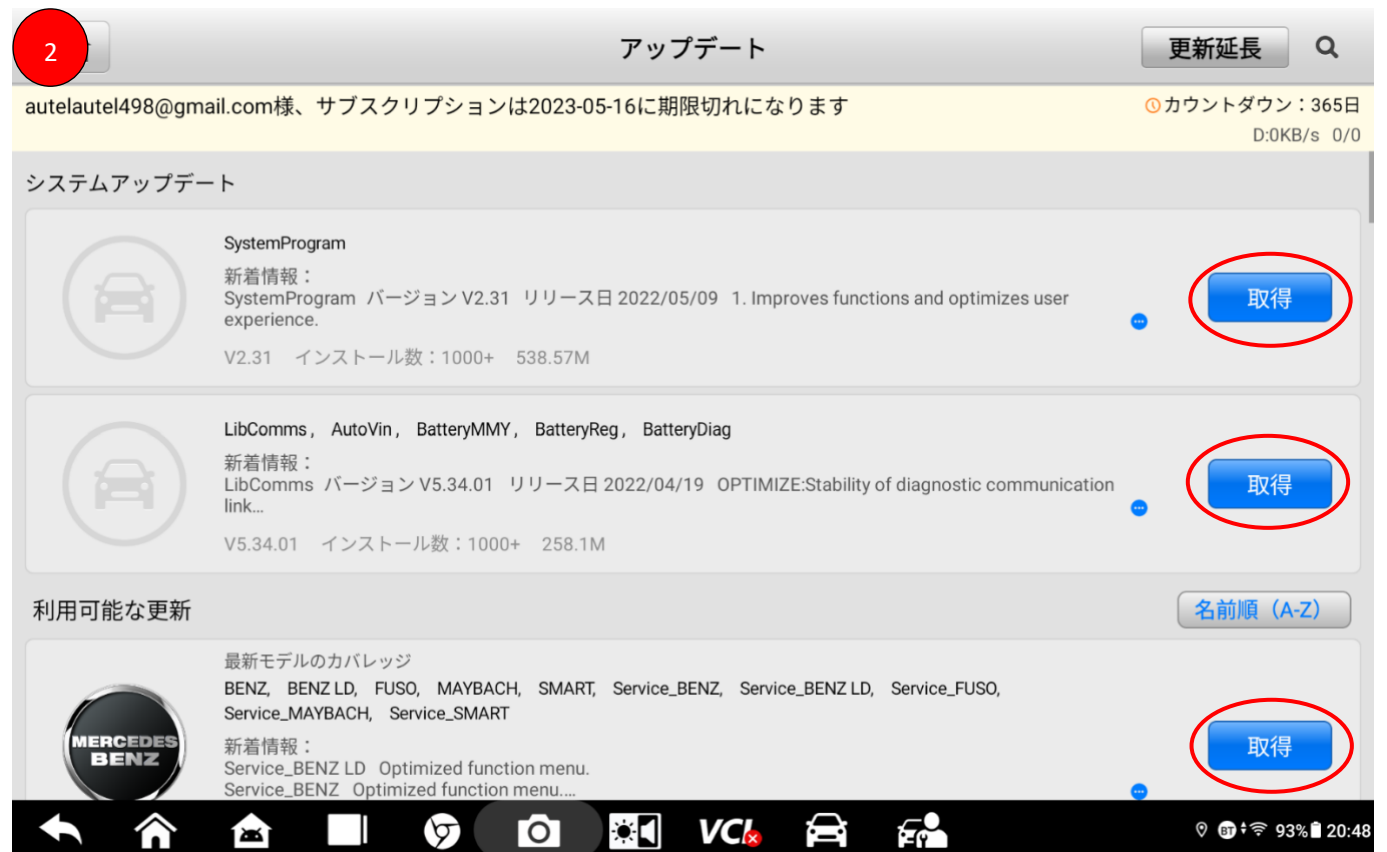 2
アップデート
更新延長
autelautel498@gmail.com様、サブスクリプションは2023-05-16に期限切れになります
カウントダウン：365日
D:0KB/s 0/0
システムアップデート
SystemProgram
新着情報：
SystemProgram バージョン V2.31 リリース日 2022/05/09 1. Improves functions and optimizes user
experience.
取得
V2.31 インストール数：1000+ 538.57M
LibComms, AutoVin, BatteryMMY, BatteryReg, BatteryDiag
新着情報：
LibComms バージョン V5.34.01 リリース日 2022/04/19 OPTIMIZE:Stability of diagnostic communication
link...
取得
V5.34.01 インストール数：1000+ 258.1M
利用可能な更新
名前順（A-Z）
最新モデルのカバレッジ
BENZ, BENZ LD, FUSO, MAYBACH, SMART, Service_BENZ, Service_BENZ LD, Service_FUSO,
Service_MAYBACH, Service_SMART
MERCEDES
BENZ
新着情報：
Service_BENZ LD Optimized function menu.
Service_BENZ Optimized function menu....
取得
VCI
BT
93%
20:48